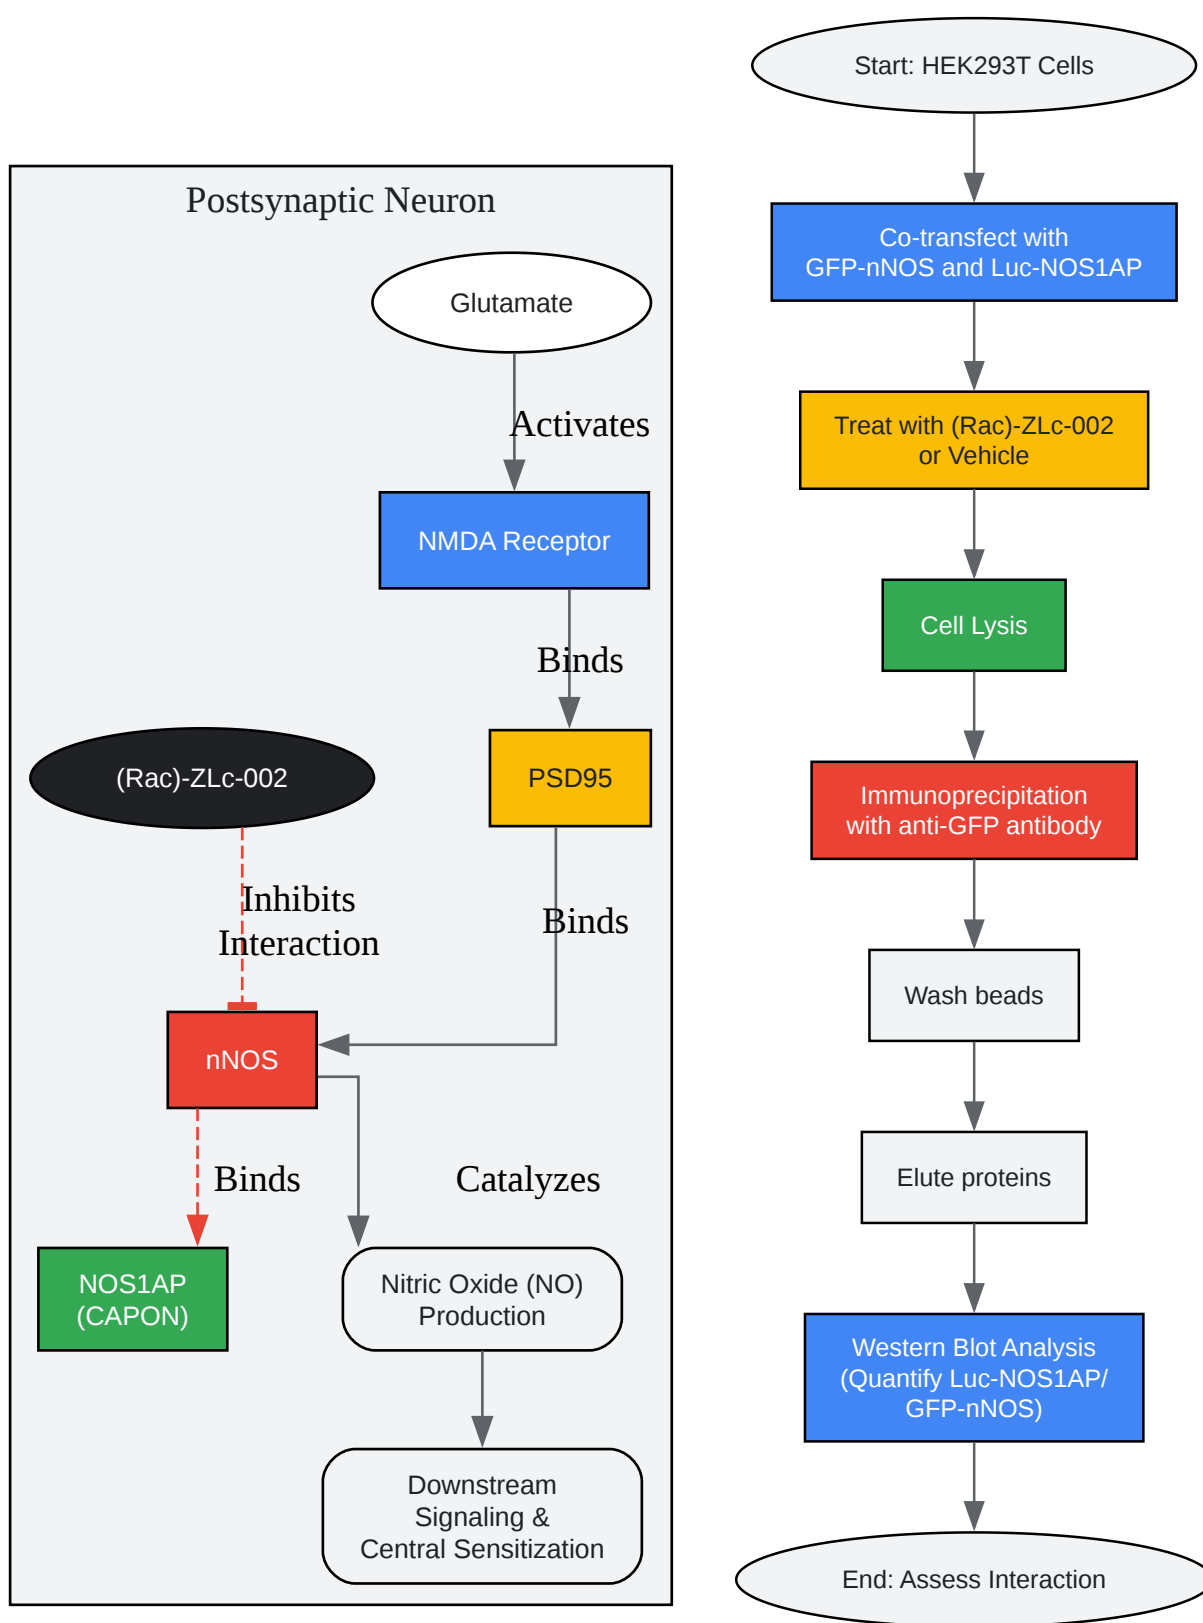 Postsynaptic Neuron
Glutamate
Activates
NMDA Receptor
Binds
(Rac)-ZLc-002
PSD95
Inhibits
Interaction
Binds
nNOS
Binds
Catalyzes
NOS1AP
(CAPON)
Nitric Oxide (NO)
Production
Downstream
Signaling &
Central Sensitization
Start: HEK293T Cells
Co-transfect with
GFP-nNOS and Luc-NOS1AP
Treat with (Rac)-ZLc-002
or Vehicle
Cell Lysis
Immunoprecipitation
with anti-GFP antibody
Wash beads
Elute proteins
Western Blot Analysis
(Quantify Luc-NOS1AP/
GFP-nNOS)
End: Assess Interaction